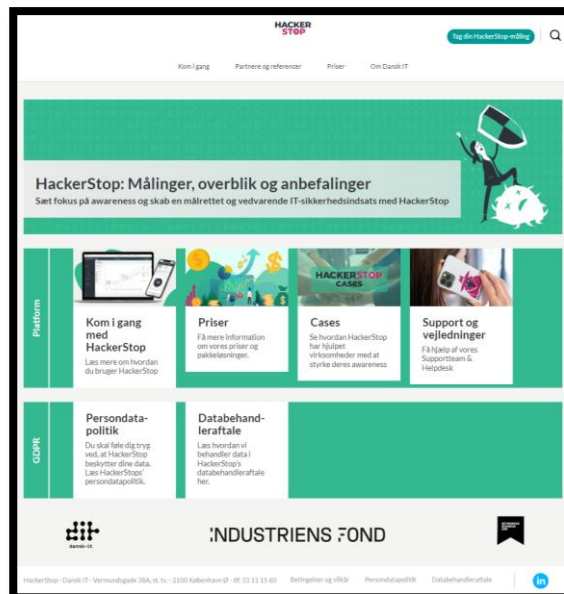 HACKER
STOP
Tag din HackerStop-måling
Kom i gang
Partnere og referencer
Priser
Om Dansk IT
HackerStop: Målinger, overblik og anbefalinger
Sæt fokus på awareness og skab en målrettet og vedvarende IT-sikkerhedsindsats med HackerStop
Platform
Kom i gang
med
HackerStop
Læs mere om hvordan
du bruger HackerStop
Priser
Få mere information
om vores priser og
pakkeløsninger.
HACKERSTOP
CASES
Cases
Se hvordan HackerStop
har hjulpet
virksomheder med at
styrke deres awareness
Support og
vejledninger
Få hjælp af vores
Supportteam &
Helpdesk
GDPR
Persondata-
politik
Du skal føle dig tryg
ved, at HackerStop
beskytter dine data.
Læs HackerStops'
persondatapolitik.
Databehand-
leraftale
Læs hvordan vi
behandler data i
HackerStop's
databehandleraftale
her.
dit
dansk-it
INDUSTRIENS FOND
HackerStop - Dansk IT - Vermundsgade 38A, st. tv. - 2100 København Ø - tlf. 33 11 15 60
Betingelser og vilkår
Persondatapolitik
Databehandleraftale
in